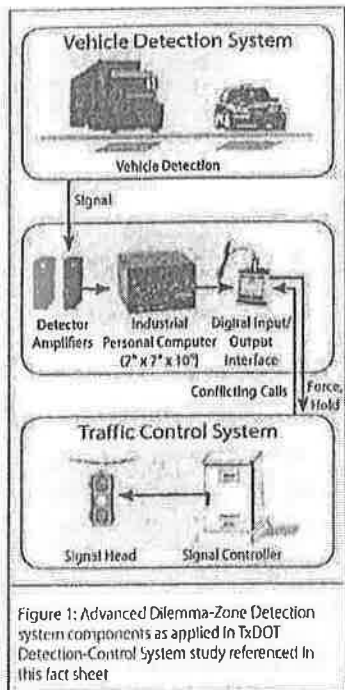 Vehicle Detection System
Vehicle Detection
Signal
Detector
Amplifiers
Industrial
Personal Computer
(7" x 7" x 10")
Digital Input/
Output
Interface
Conflicting Calls
Force,
Hold
Traffic Control System
Signal Head
Signal Controller
Figure 1: Advanced Dilemma-Zone Detection
system components as applied in TxDOT
Detection-Control System study referenced in
this fact sheet